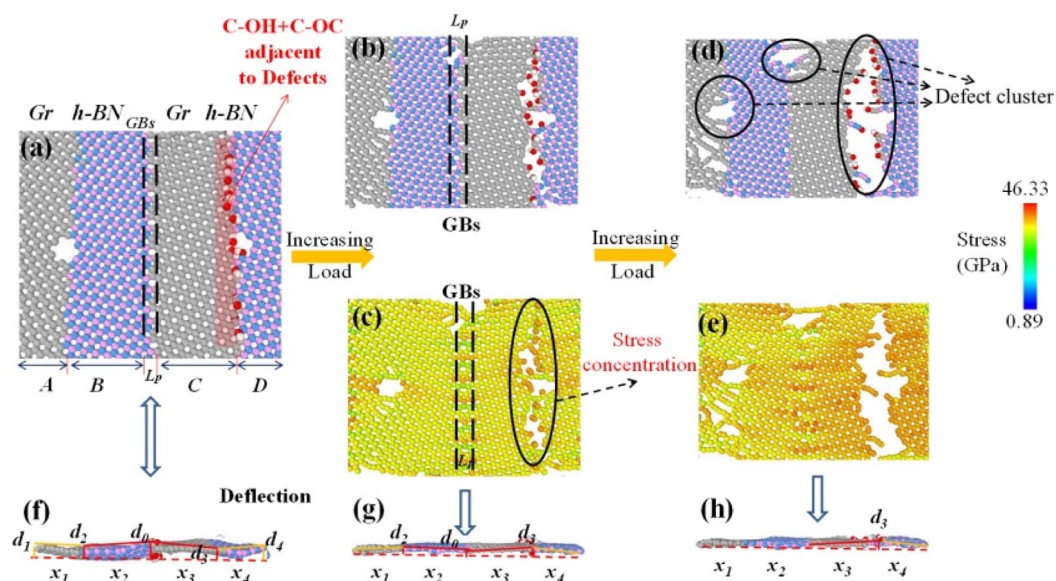 C-OH+C-OC
adjacent
to Defects
Gr h-BN GBs Gr h-BN
(a)
A B Lp C D
Lp
(b)
GBs
Increasing
Load
GBs
(c)
Lp
Stress
concentration
Increasing
Load
(d)
Defect cluster
(e)
46.33
Stress
(GPa)
0.89
Deflection
(f)
d1 d2 d0 d3 d4
x1 x2 x3 x4
(g)
d2 d0 d3
x1 x2 x3 x4
(h)
d3
x1 x2 x3 x4